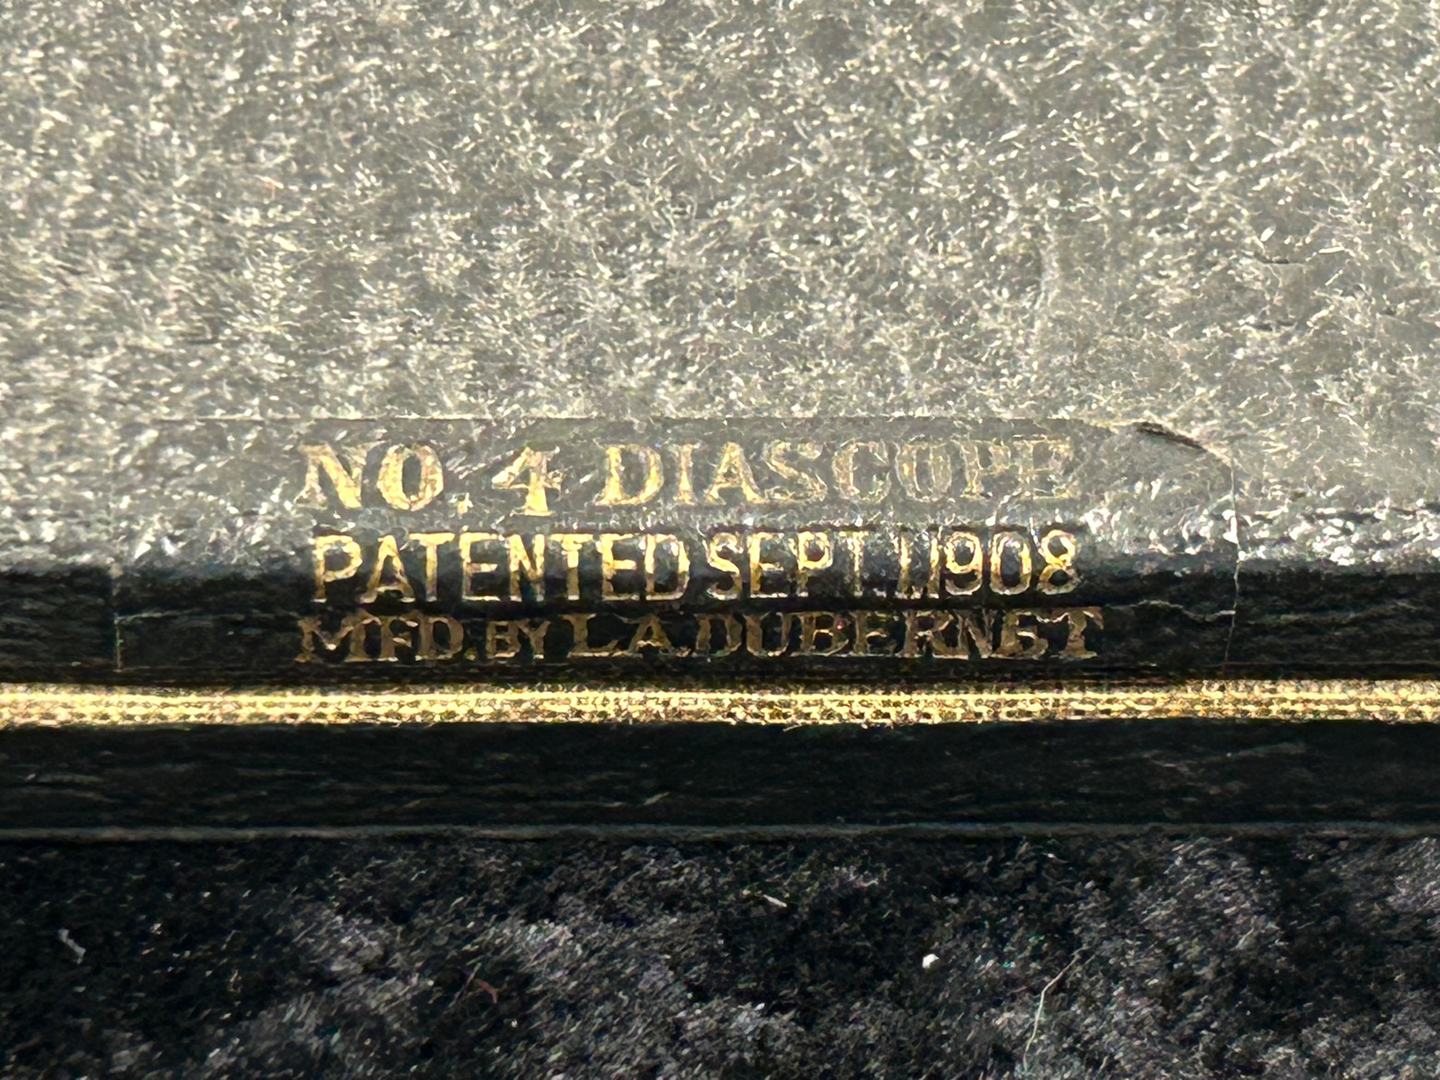 NO. 4 DIASCOPE
PATENTED SEPT. 1, 1908
MFD. BY L.A. DUBERNET